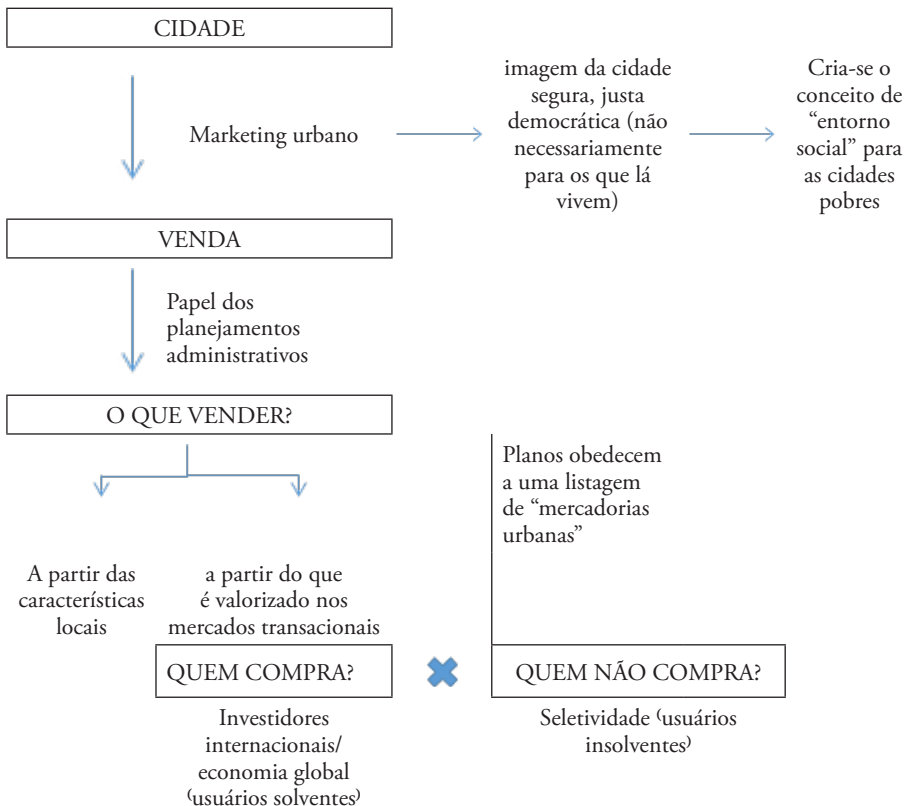 CIDADE
Marketing urbano
imagem da cidade
segura, justa
democrática (não
necessariamente
para os que lá
vivem)
Cria-se o
conceito de
“entorno
social” para
as cidades
pobres
VENDA
Papel dos
planejamentos
administrativos
O QUE VENDER?
Planos obedecem
a uma listagem
de “mercadorias
urbanas”
A partir das
características
locais
a partir do que
é valorizado nos
mercados transacionais
QUEM COMPRA?
QUEM NÃO COMPRA?
Investidores
internacionais/
economia global
(usuários solventes)
Seletividade (usuários
insolventes)